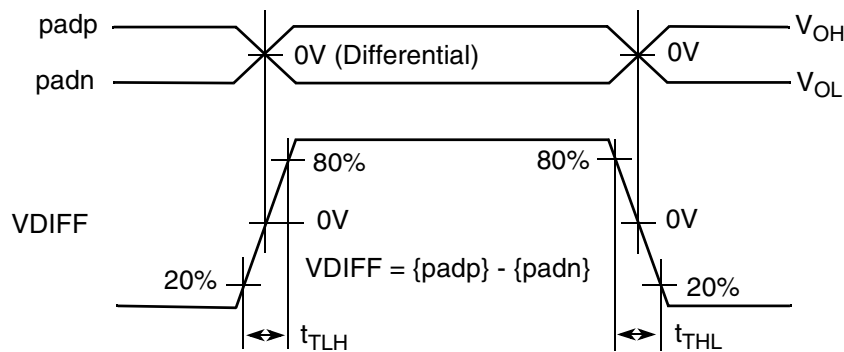 padp
V_OH
0V (Differential)
0V
padn
V_OL
80%
80%
VDIFF
0V
0V
VDIFF = {padp} - {padn}
20%
20%
t_TLH
t_THL